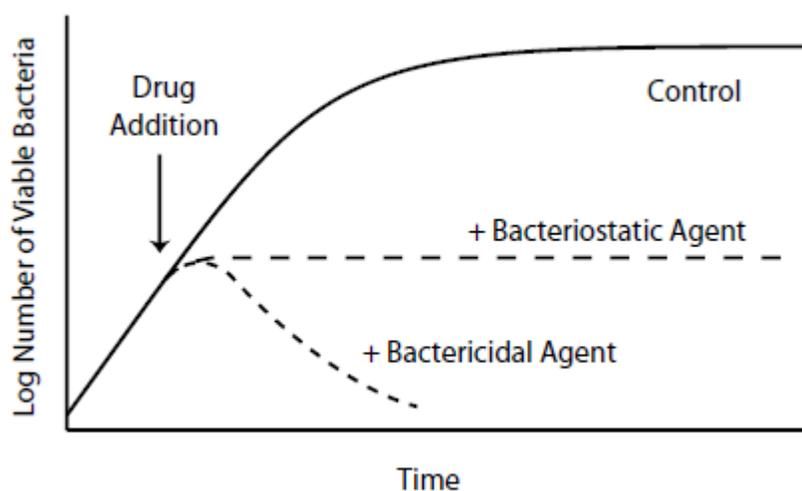 Log Number of Viable Bacteria
Drug
Addition
Control
+ Bacteriostatic Agent
+ Bactericidal Agent
Time